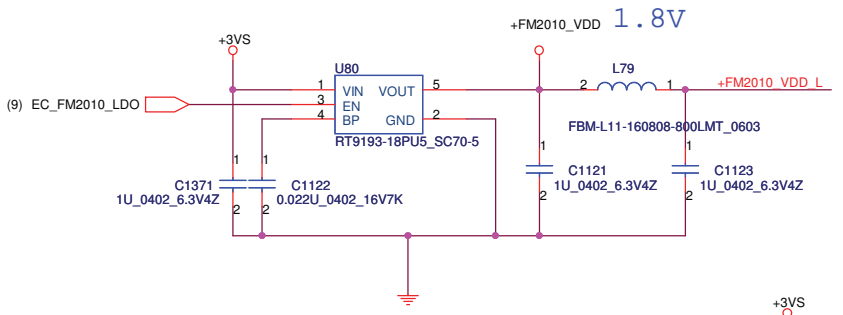 +FM2010_VDD 1.8V
+3VS
U80
L79
1 VIN VOUT 5
2 1
+FM2010_VDD_L
(9) EC_FM2010_LDO
3 EN
4 BP GND 2
RT9193-18PU5_SC70-5
FBM-L11-160808-800LMT_0603
1 1 1 1
C1371
1U_0402_6.3V4Z
2
C1122
0.022U_0402_16V7K
2
C1121
1U_0402_6.3V4Z
2
C1123
1U_0402_6.3V4Z
2
+3VS